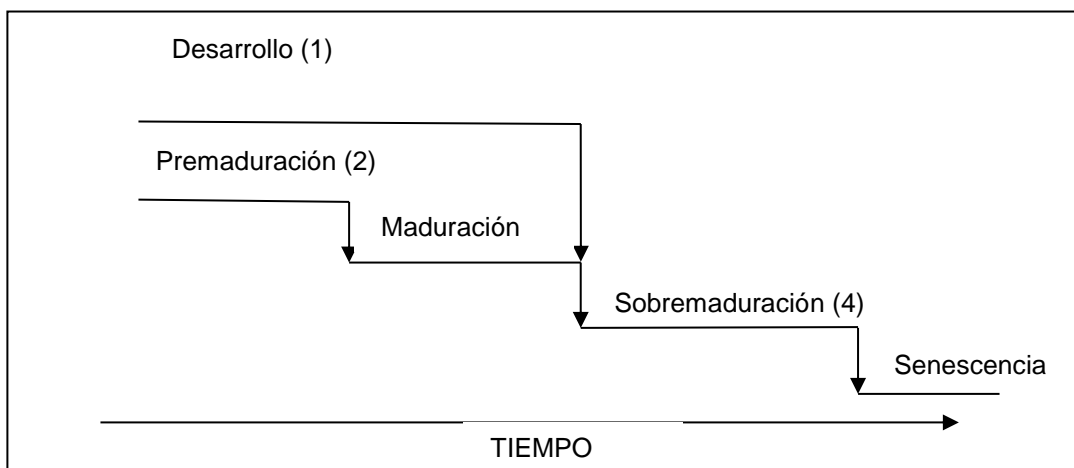 Desarrollo (1)
Premaduración (2)
Maduración
Sobremaduración (4)
Senescencia
TIEMPO